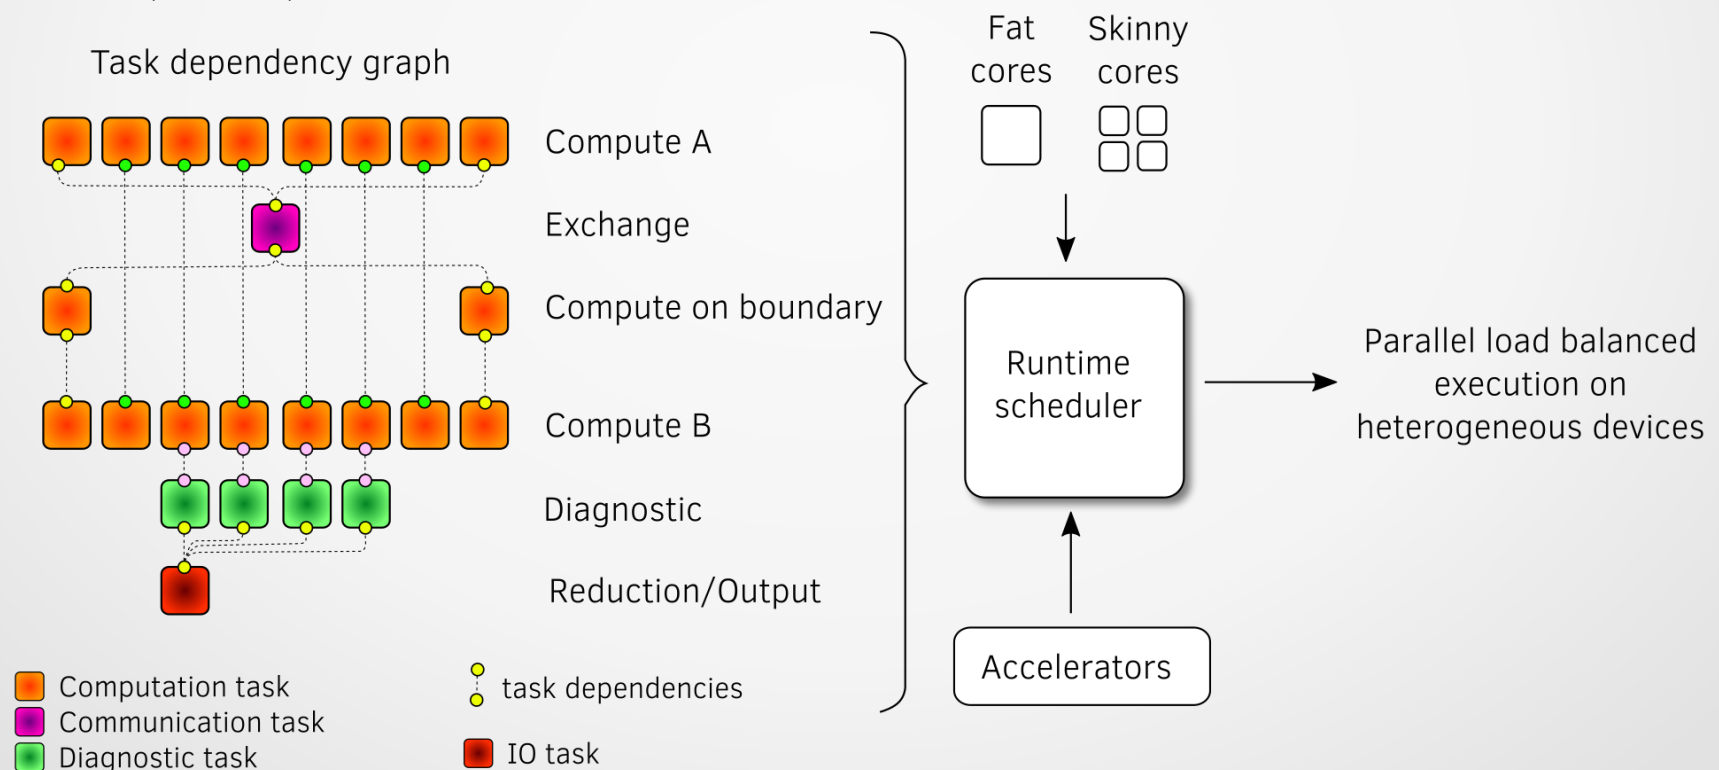 Task dependency graph
Compute A
Exchange
Compute on boundary
Compute B
Diagnostic
Reduction/Output
Computation task
Communication task
Diagnostic task
task dependencies
IO task
Fat
cores
Skinny
cores
Runtime
scheduler
Accelerators
Parallel load balanced
execution on
heterogeneous devices